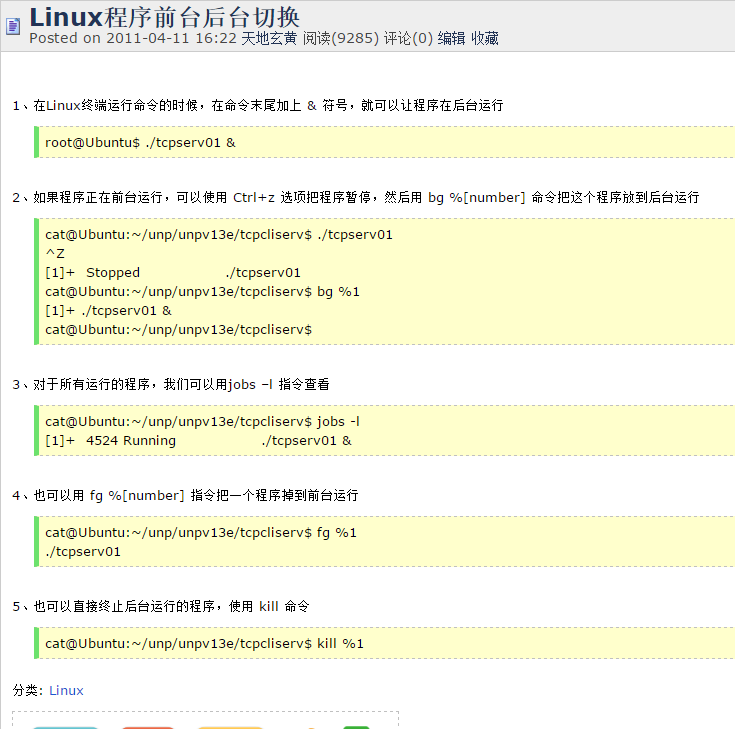 Linux程序前台后台切换
Posted on 2011-04-11 16:22 天地玄黄 阅读(9285) 评论(0) 编辑 收藏
1、在Linux终端运行命令的时候，在命令末尾加上 & 符号，就可以让程序在后台运行
root@Ubuntu$ ./tcpserv01 &
2、如果程序正在前台运行，可以使用 Ctrl+z 选项把程序暂停，然后用 bg %[number] 命令把这个程序放到后台运行
cat@Ubuntu:~/unp/unpv13e/tcpcliserv$ ./tcpserv01
^Z
[1]+  Stopped                 ./tcpserv01
cat@Ubuntu:~/unp/unpv13e/tcpcliserv$ bg %1
[1]+ ./tcpserv01 &
cat@Ubuntu:~/unp/unpv13e/tcpcliserv$
3、对于所有运行的程序，我们可以用jobs –l 指令查看
cat@Ubuntu:~/unp/unpv13e/tcpcliserv$ jobs -l
[1]+  4524 Running                 ./tcpserv01 &
4、也可以用 fg %[number] 指令把一个程序掉到前台运行
cat@Ubuntu:~/unp/unpv13e/tcpcliserv$ fg %1
./tcpserv01
5、也可以直接终止后台运行的程序，使用 kill 命令
cat@Ubuntu:~/unp/unpv13e/tcpcliserv$ kill %1
分类: Linux